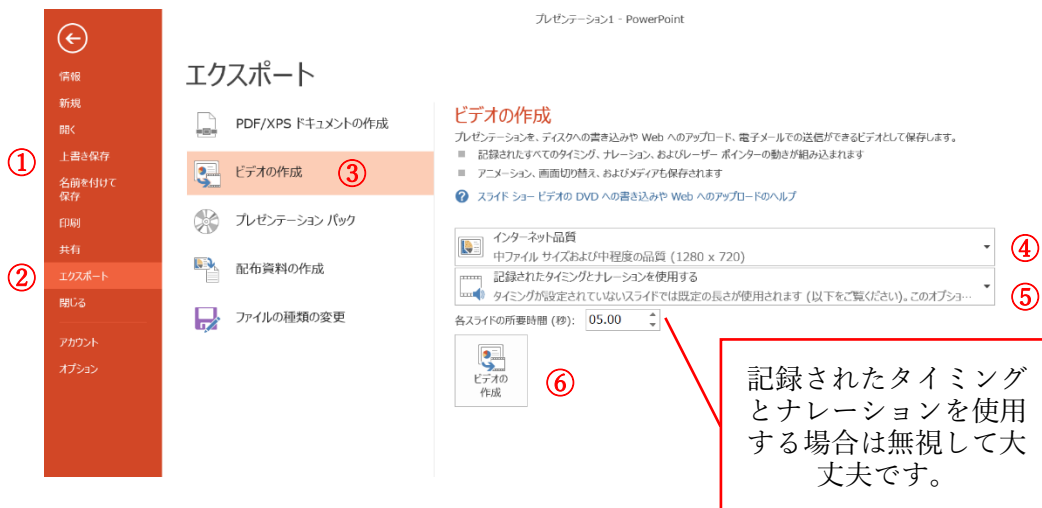 プレゼンテーション1 - PowerPoint
情報
新規
開く
① 上書き保存
名前を付けて
保存
印刷
共有
② エクスポート
閉じる
アカウント
オプション
エクスポート
PDF/XPS ドキュメントの作成
ビデオの作成 ③
プレゼンテーション パック
配布資料の作成
ファイルの種類の変更
ビデオの作成
プレゼンテーションを、ディスクへの書き込みや Web へのアップロード、電子メールでの送信ができるビデオとして保存します。
記録されたすべてのタイミング、ナレーション、およびレーザー ポインターの動きが組み込まれます
アニメーション、画面切り替え、およびメディアも保存されます
スライド ショー ビデオの DVD への書き込みや Web へのアップロードのヘルプ
インターネット品質
中ファイル サイズおよび中程度の品質 (1280 x 720)
④
記録されたタイミングとナレーションを使用する
タイミングが設定されていないスライドでは既定の長さが使用されます (以下をご覧ください)。このオプショ…
⑤
各スライドの所要時間 (秒): 05.00
ビデオの
作成
⑥
記録されたタイミング
とナレーションを使用
する場合は無視して大
丈夫です。